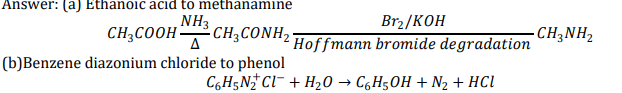 Answer: (a) Ethanoic acid to methanamine
CH₃COOH —NH₃/Δ— CH₃CONH₂ —Br₂/KOH / Hoffmann bromide degradation— CH₃NH₂
(b)Benzene diazonium chloride to phenol
C₆H₅N₂⁺Cl⁻ + H₂O → C₆H₅OH + N₂ + HCl